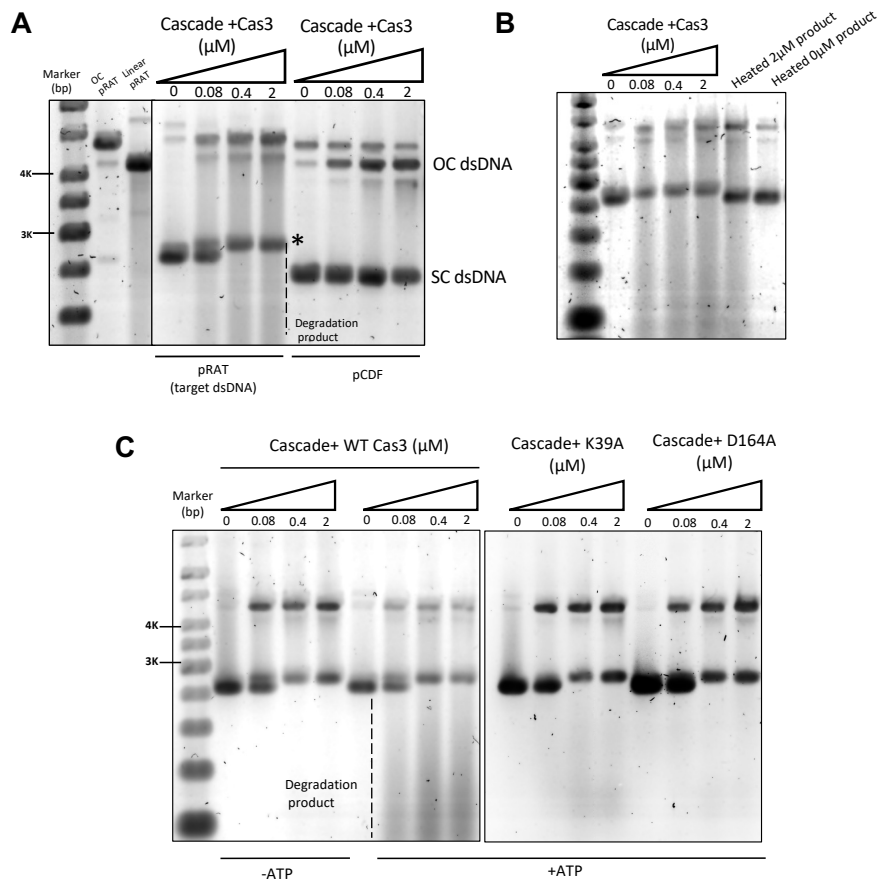 A
Cascade +Cas3
(µM)
Cascade +Cas3
(µM)
Marker
(bp)
OC
pRAT
Linear
pRAT
0 0.08 0.4 2
0 0.08 0.4 2
4K
3K
OC dsDNA
*
SC dsDNA
Degradation
product
pRAT
(target dsDNA)
pCDF
B
Cascade +Cas3
(µM)
0 0.08 0.4 2
Heated 2µM product
Heated 0µM product
C
Cascade+ WT Cas3 (µM)
Cascade+ K39A
(µM)
Cascade+ D164A
(µM)
Marker
(bp)
0 0.08 0.4 2
0 0.08 0.4 2
0 0.08 0.4 2
0 0.08 0.4 2
4K
3K
Degradation
product
-ATP
+ATP